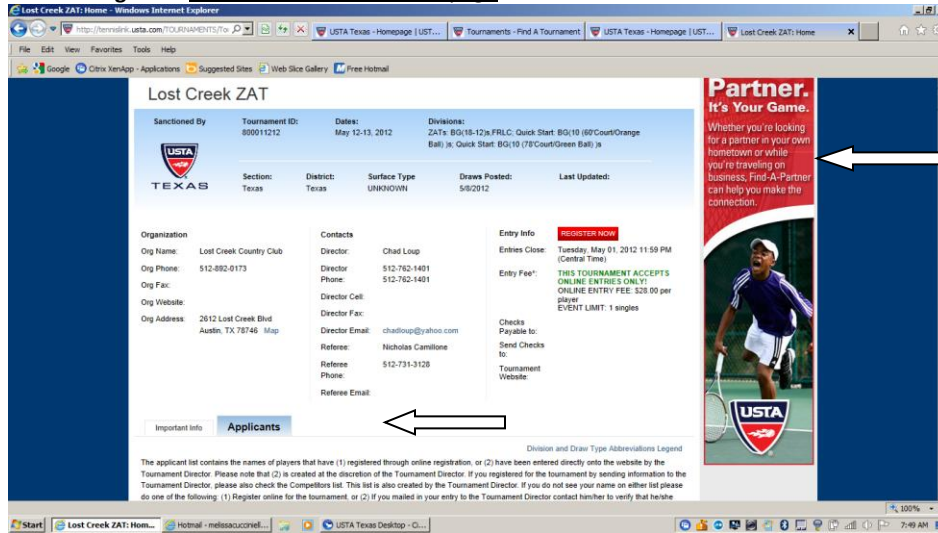 Lost Creek ZAT: Home - Windows Internet Explorer
http://tennislink.usta.com/TOURNAMENTS/To
USTA Texas - Homepage | UST...
Tournaments - Find A Tournament
USTA Texas - Homepage | UST...
Lost Creek ZAT: Home
File Edit View Favorites Tools Help
Google Citrix XenApp - Applications Suggested Sites Web Slice Gallery Free Hotmail
Lost Creek ZAT
Sanctioned By
USTA
TEXAS
Tournament ID:
800011212
Dates:
May 12-13, 2012
Divisions:
ZATs: BG(18-12)s,FRLC; Quick Start: BG(10 (60'Court/Orange
Ball) )s; Quick Start: BG(10 (78'Court/Green Ball) )s
Section:
Texas
District:
Texas
Surface Type
UNKNOWN
Draws Posted:
5/8/2012
Last Updated:
Organization
Org Name: Lost Creek Country Club
Org Phone: 512-892-0173
Org Fax:
Org Website:
Org Address: 2612 Lost Creek Blvd
Austin, TX 78746 Map
Contacts
Director: Chad Loup
Director Phone: 512-762-1401
512-762-1401
Director Cell:
Director Fax:
Director Email: chadloup@yahoo.com
Referee: Nicholas Camillone
Referee Phone: 512-731-3128
Referee Email:
Entry Info REGISTER NOW
Entries Close: Tuesday, May 01, 2012 11:59 PM
(Central Time)
Entry Fee*: THIS TOURNAMENT ACCEPTS
ONLINE ENTRIES ONLY!
ONLINE ENTRY FEE: $28.00 per
player
EVENT LIMIT: 1 singles
Checks
Payable to:
Send Checks
to:
Tournament
Website:
Important Info Applicants
Division and Draw Type Abbreviations Legend
The applicant list contains the names of players that have (1) registered through online registration, or (2) have been entered directly onto the website by the
Tournament Director. Please note that (2) is created at the discretion of the Tournament Director. If you registered for the tournament by sending information to the
Tournament Director, please also check the Competitors list. This list is also created by the Tournament Director. If you do not see your name on either list please
do one of the following: (1) Register online for the tournament, or (2) If you mailed in your entry to the Tournament Director contact him/her to verify that he/she
Partner.
It's Your Game.
Whether you're looking
for a partner in your own
hometown or while
you're traveling on
business, Find-A-Partner
can help you make the
connection.
USTA
100%
Start Lost Creek ZAT: Hom... Hotmail - melissacucconiell... USTA Texas Desktop - Ci...
7:49 AM